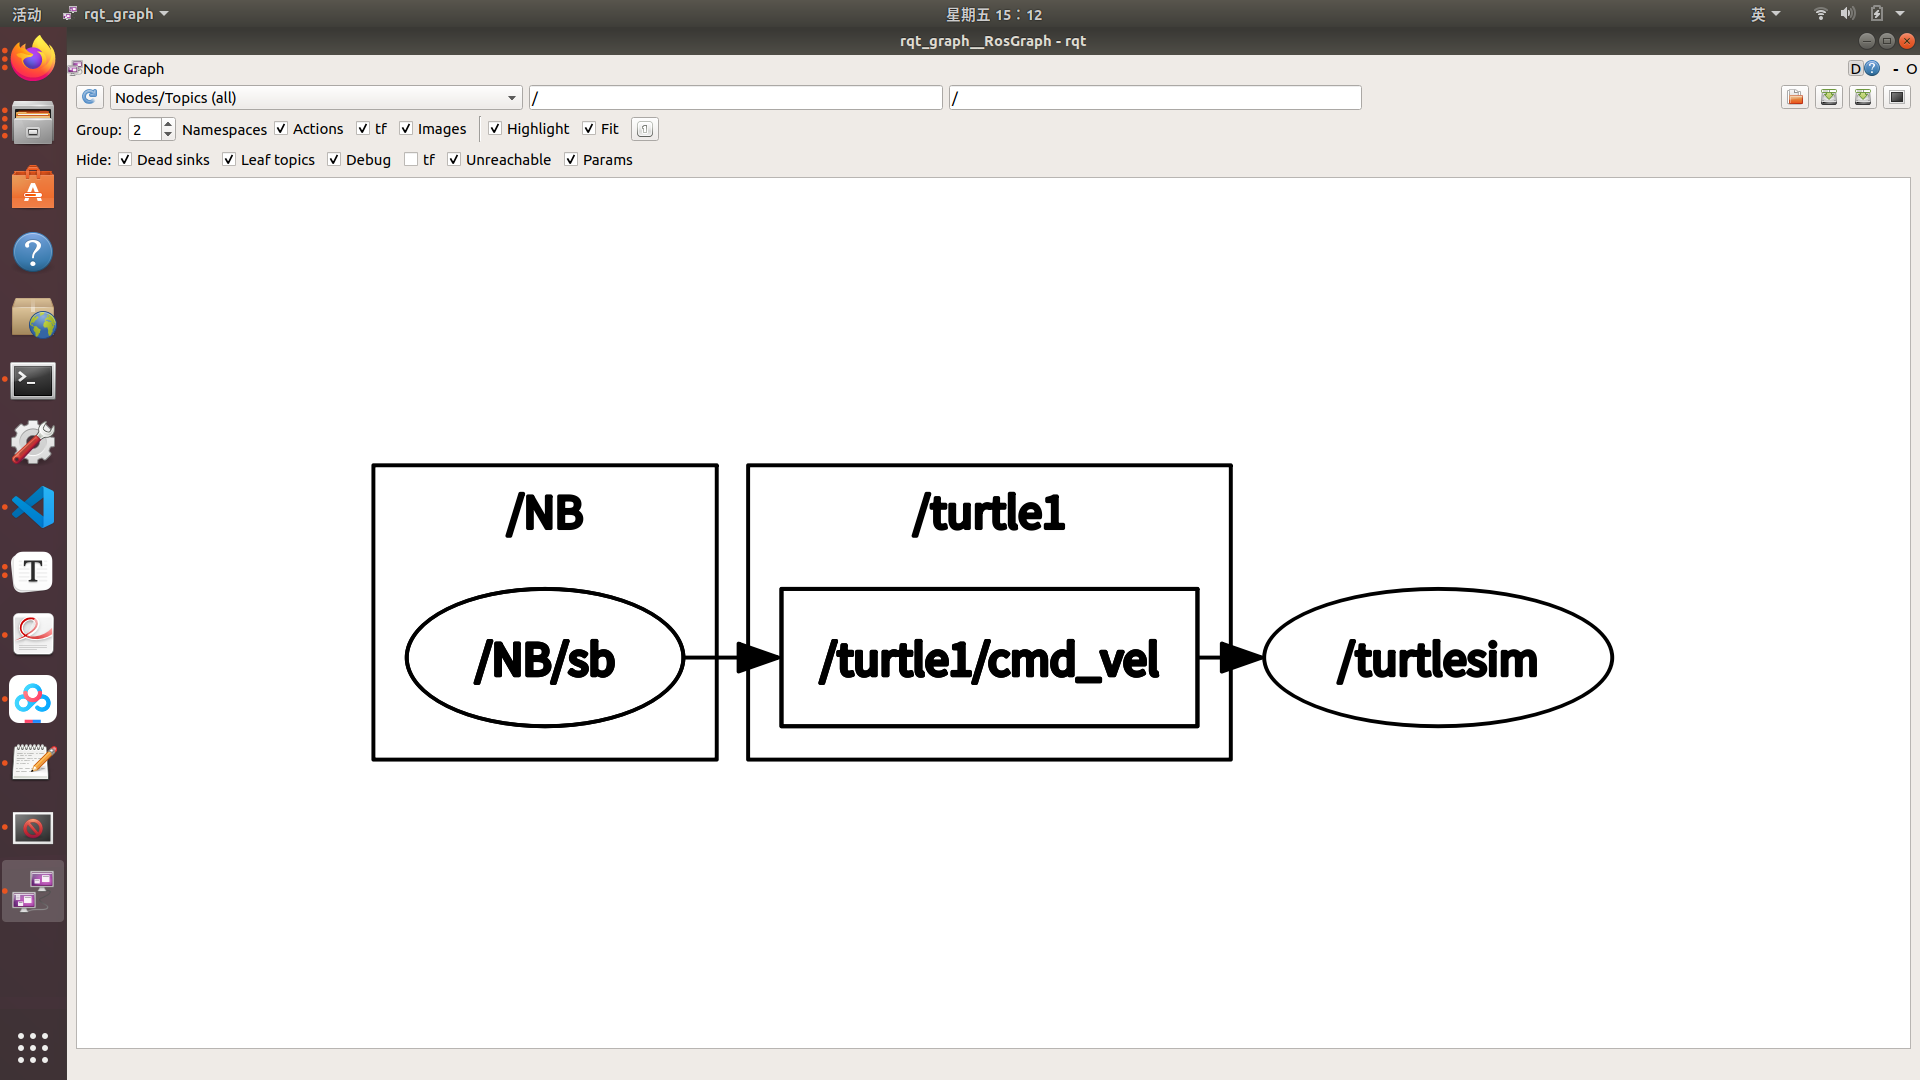 活动 rqt_graph 星期五 15：12 英
rqt_graph__RosGraph - rqt
Node Graph D ? - O
Nodes/Topics (all) / /
Group: 2 Namespaces Actions tf Images Highlight Fit
Hide: Dead sinks Leaf topics Debug tf Unreachable Params
/NB /turtle1
/NB/sb /turtle1/cmd_vel /turtlesim